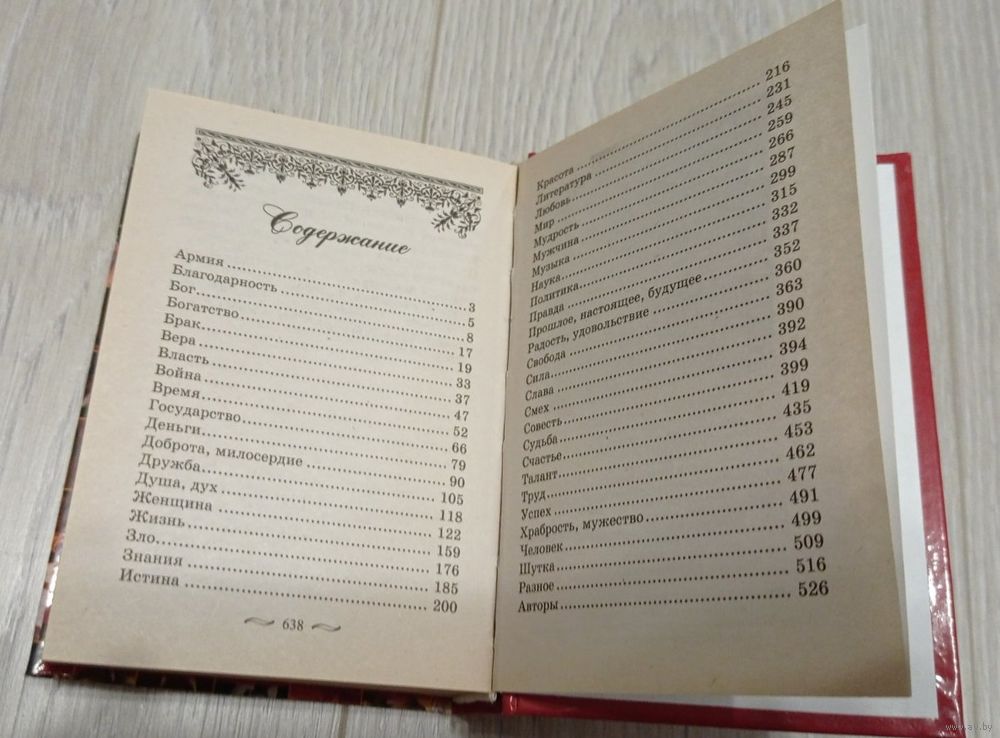 Содержание
Армия ........ 3
Благодарность ........ 5
Бог ........ 8
Богатство ........ 17
Брак ........ 19
Вера ........ 33
Власть ........ 37
Война ........ 47
Время ........ 52
Государство ........ 66
Деньги ........ 79
Доброта, милосердие ........ 90
Дружба ........ 105
Душа, дух ........ 118
Женщина ........ 122
Жизнь ........ 159
Зло ........ 176
Знания ........ 185
Истина ........ 200
638
Красота ........ 216
Литература ........ 231
Любовь ........ 245
Мир ........ 259
Мудрость ........ 266
Мужчина ........ 287
Музыка ........ 299
Наука ........ 315
Политика ........ 332
Правда ........ 337
Прошлое, настоящее, будущее ........ 352
Радость, удовольствие ........ 360
Свобода ........ 363
Сила ........ 390
Слава ........ 392
Смех ........ 394
Совесть ........ 399
Судьба ........ 419
Счастье ........ 435
Талант ........ 453
Труд ........ 462
Успех ........ 477
Храбрость, мужество ........ 491
Человек ........ 499
Шутка ........ 509
Разное ........ 516
Авторы ........ 526
www.av.by